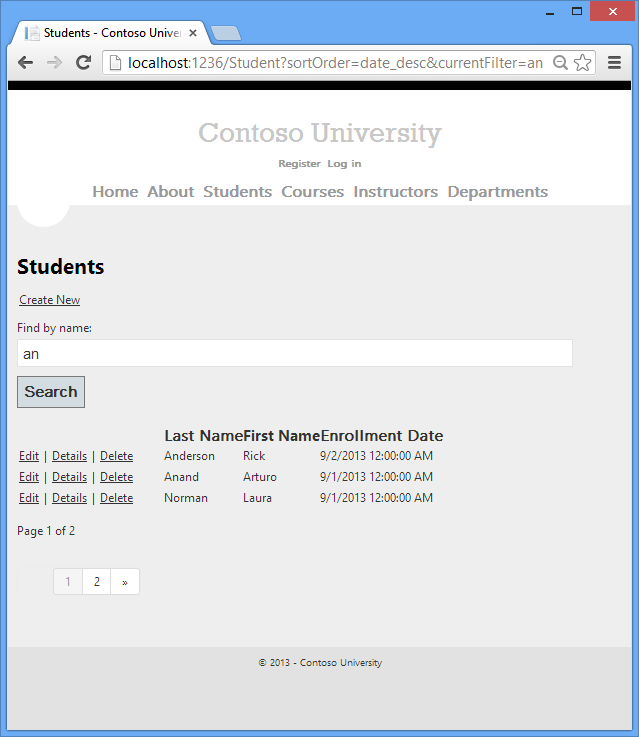 Students - Contoso Univer
localhost:1236/Student?sortOrder=date_desc&currentFilter=an
Contoso University
Register Log in
Home About Students Courses Instructors Departments
Students
Create New
Find by name:
an
Search
Last Name First Name Enrollment Date
Edit | Details | Delete Anderson Rick 9/2/2013 12:00:00 AM
Edit | Details | Delete Anand Arturo 9/1/2013 12:00:00 AM
Edit | Details | Delete Norman Laura 9/1/2013 12:00:00 AM
Page 1 of 2
1 2 »
© 2013 - Contoso University